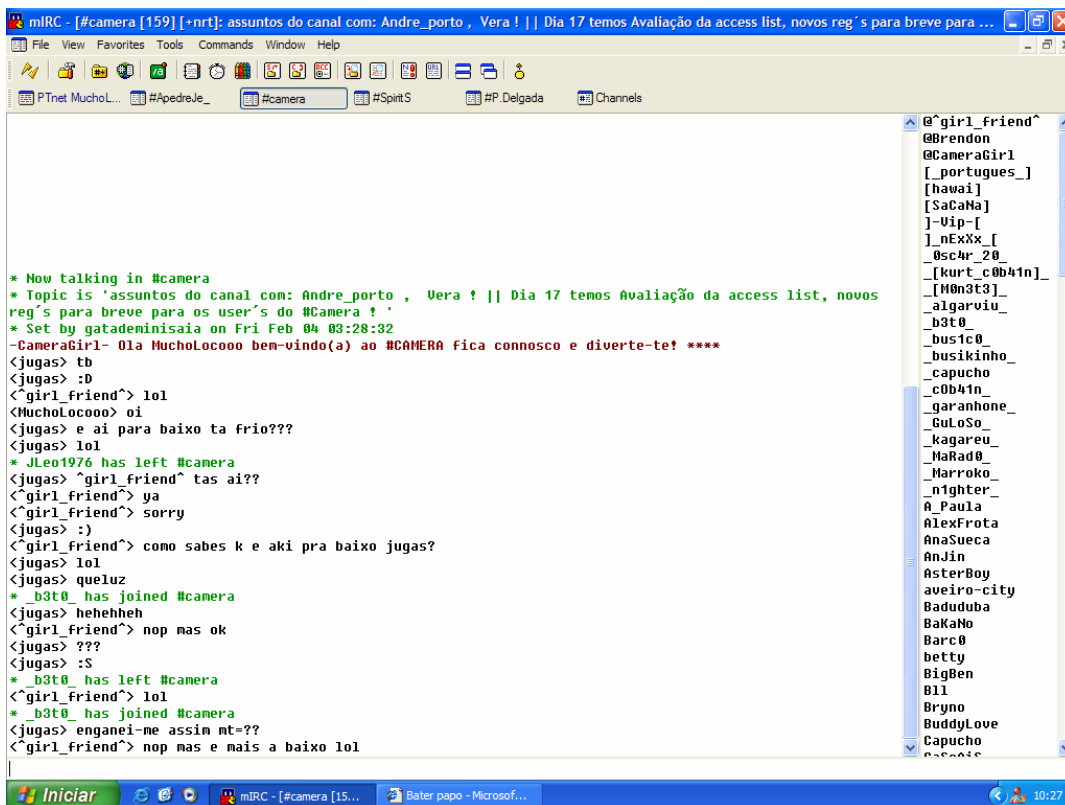 mIRC - [#camera [159] [+nrt]: assuntos do canal com: Andre_porto , Vera ! || Dia 17 temos Avaliação da access list, novos reg´s para breve para ...
File View Favorites Tools Commands Window Help
PTnet MuchoL... #ApedreJe_ #camera #SpiritS #P.Delgada Channels
* Now talking in #camera
* Topic is 'assuntos do canal com: Andre_porto , Vera ! || Dia 17 temos Avaliação da access list, novos
reg´s para breve para os user´s do #Camera ! '
* Set by gatademinisaia on Fri Feb 04 03:28:32
-CameraGirl- Ola MuchoLocooo bem-vindo(a) ao #CAMERA fica connosco e diverte-te! ****
<jugas> tb
<jugas> :D
<^girl_friend^> lol
<MuchoLocooo> oi
<jugas> e ai para baixo ta frio???
<jugas> lol
* JLeo1976 has left #camera
<jugas> ^girl_friend^ tas ai??
<^girl_friend^> ya
<^girl_friend^> sorry
<jugas> :)
<^girl_friend^> como sabes k e aki pra baixo jugas?
<jugas> lol
<jugas> queluz
* _b3t0_ has joined #camera
<jugas> hehehheh
<^girl_friend^> nop mas ok
<jugas> ???
<jugas> :S
* _b3t0_ has left #camera
<^girl_friend^> lol
* _b3t0_ has joined #camera
<jugas> enganei-me assim mt=??
<^girl_friend^> nop mas e mais a baixo lol
@^girl_friend^
@Brendon
@CameraGirl
[_portugues_]
[hawai]
[SaCaNa]
]-Vip-[
]_nExXx_[
_0sc4r_20_
_[kurt_c0b41n]_
_[M0n3t3]_
_algarviu_
_b3t0_
_bus1c0_
_busikinho_
_capucho
_c0b41n_
_garanhone_
_GuLoSo_
_kagareu_
_MaRad0_
_Marroko_
_n1ghter_
A_Paula
AlexFrota
AnaSueca
AnJin
AsterBoy
aveiro-city
Baduduba
BaKaNo
Barc0
betty
BigBen
Bll
Bryno
BuddyLove
Capucho
Iniciar mIRC - [#camera [15... Bater papo - Microsof... 10:27